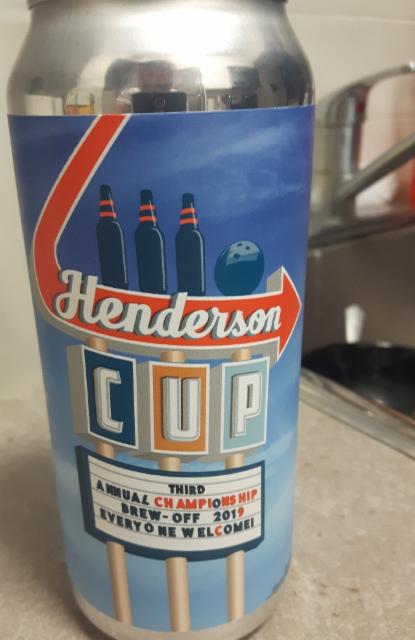 Henderson
CUP
THIRD
ANNUAL CHAMPIONSHIP
BREW-OFF 2019
EVERYONE WELCOME!